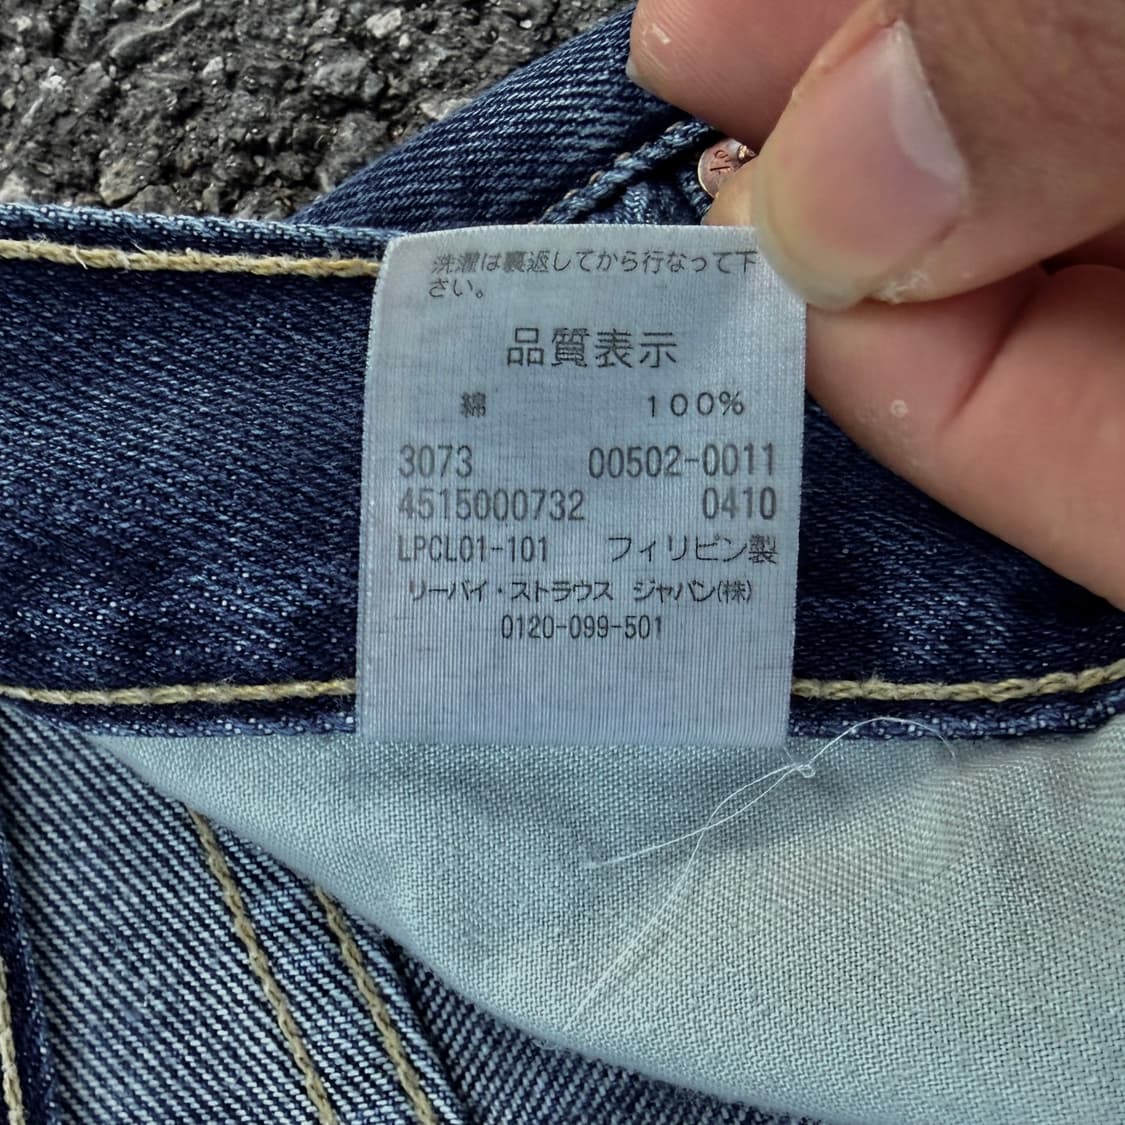 洗濯は裏返してから行なって下
さい。
品質表示
綿 100%
3073 00502-0011
4515000732 0410
LPCL01-101 フィリピン製
リーバイ・ストラウス ジャパン(株)
0120-099-501